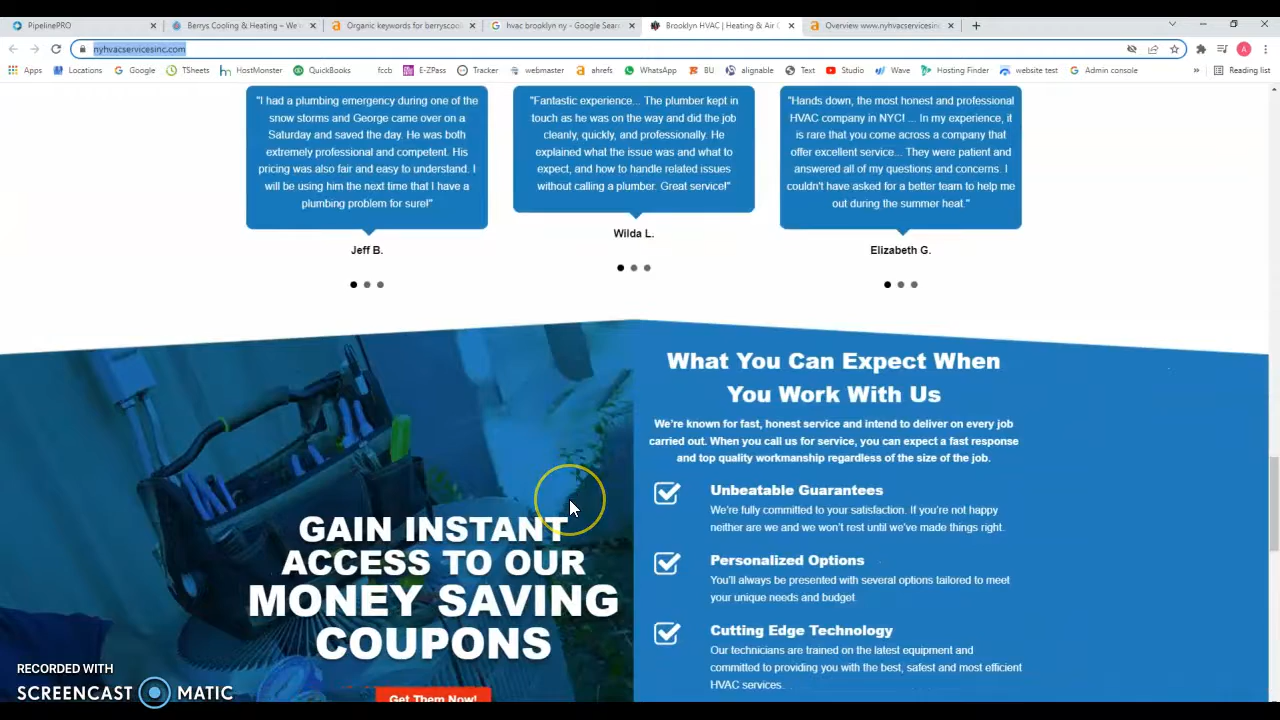 PipelinePRO
Berrys Cooling & Heating – We
Organic keywords for berryscool
hvac brooklyn ny - Google Sear
Brooklyn HVAC | Heating & Air
Overview www.nyhvacservicesin
nyhvacservicesinc.com
Apps
Locations
Google
TSheets
HostMonster
QuickBooks
fccb
E-ZPass
Tracker
webmaster
ahrefs
WhatsApp
BU
alignable
Text
Studio
Wave
Hosting Finder
website test
Admin console
Reading list
"I had a plumbing emergency during one of the
snow storms and George came over on a
Saturday and saved the day. He was both
extremely professional and competent. His
pricing was also fair and easy to understand. I
will be using him the next time that I have a
plumbing problem for sure!"
Jeff B.
"Fantastic experience... The plumber kept in
touch as he was on the way and did the job
cleanly, quickly, and professionally. He
explained what the issue was and what to
expect, and how to handle related issues
without calling a plumber. Great service!"
Wilda L.
"Hands down, the most honest and professional
HVAC company in NYC! ... In my experience, it
is rare that you come across a company that
offer excellent service... They were patient and
answered all of my questions and concerns. I
couldn't have asked for a better team to help me
out during the summer heat."
Elizabeth G.
GAIN INSTANT
ACCESS TO OUR
MONEY SAVING
COUPONS
Get Them Now!
What You Can Expect When
You Work With Us
We're known for fast, honest service and intend to deliver on every job
carried out. When you call us for service, you can expect a fast response
and top quality workmanship regardless of the size of the job.
Unbeatable Guarantees
We're fully committed to your satisfaction. If you're not happy
neither are we and we won't rest until we've made things right.
Personalized Options
You'll always be presented with several options tailored to meet
your unique needs and budget
Cutting Edge Technology
Our technicians are trained on the latest equipment and
committed to providing you with the best, safest and most efficient
HVAC services.
RECORDED WITH
SCREENCAST MATIC